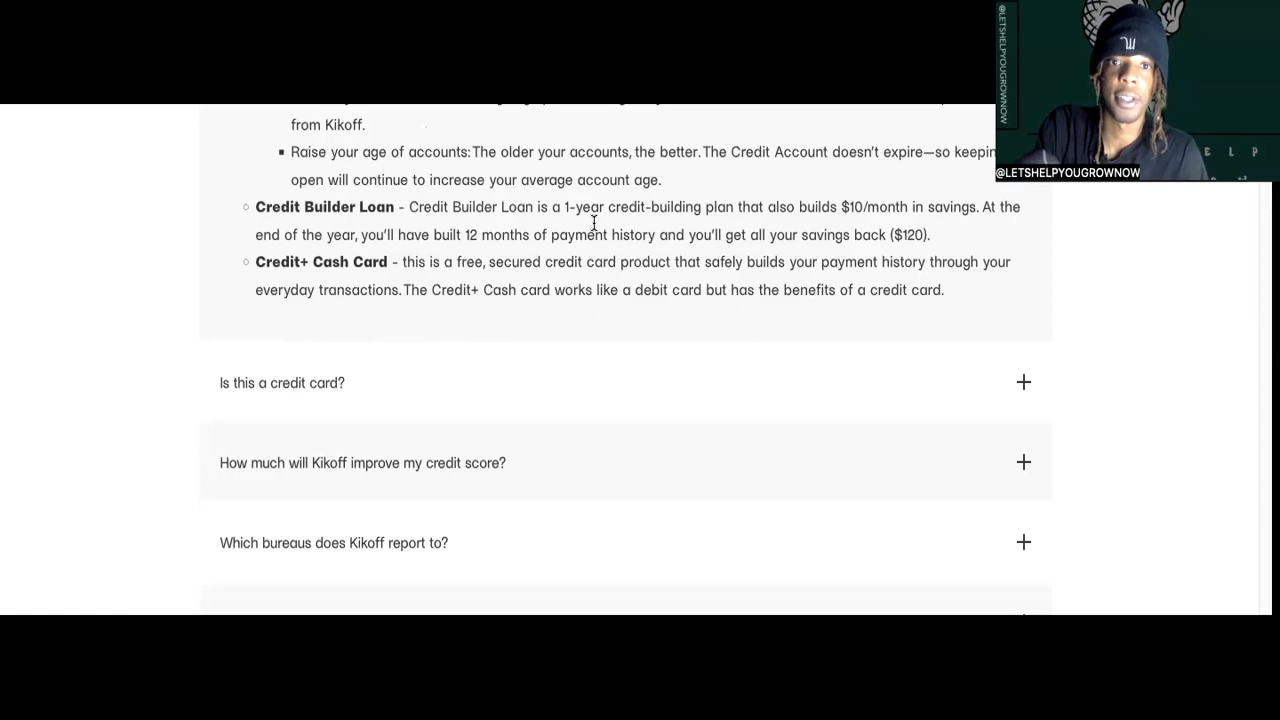 from Kikoff.
▪ Raise your age of accounts: The older your accounts, the better. The Credit Account doesn't expire—so keepin
open will continue to increase your average account age.
○ Credit Builder Loan - Credit Builder Loan is a 1-year credit-building plan that also builds $10/month in savings. At the
end of the year, you'll have built 12 months of payment history and you'll get all your savings back ($120).
○ Credit+ Cash Card - this is a free, secured credit card product that safely builds your payment history through your
everyday transactions. The Credit+ Cash card works like a debit card but has the benefits of a credit card.
Is this a credit card?
How much will Kikoff improve my credit score?
Which bureaus does Kikoff report to?
@LETSHELPYOUGROWNOW
E L P
@LETSHELPYOUGROWNOW